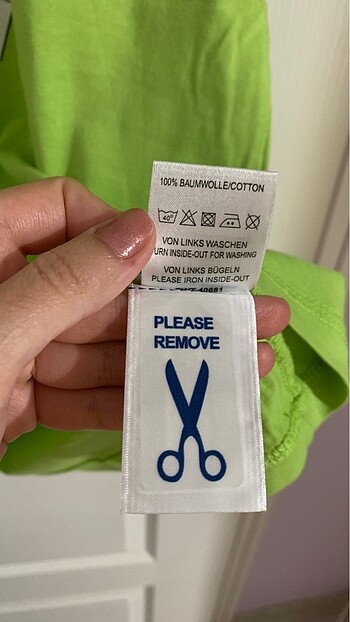 100% BAUMWOLLE/COTTON
40°
VON LINKS WASCHEN
URN INSIDE-OUT FOR WASHING
VON LINKS BÜGELN
PLEASE IRON INSIDE-OUT
PLEASE
REMOVE